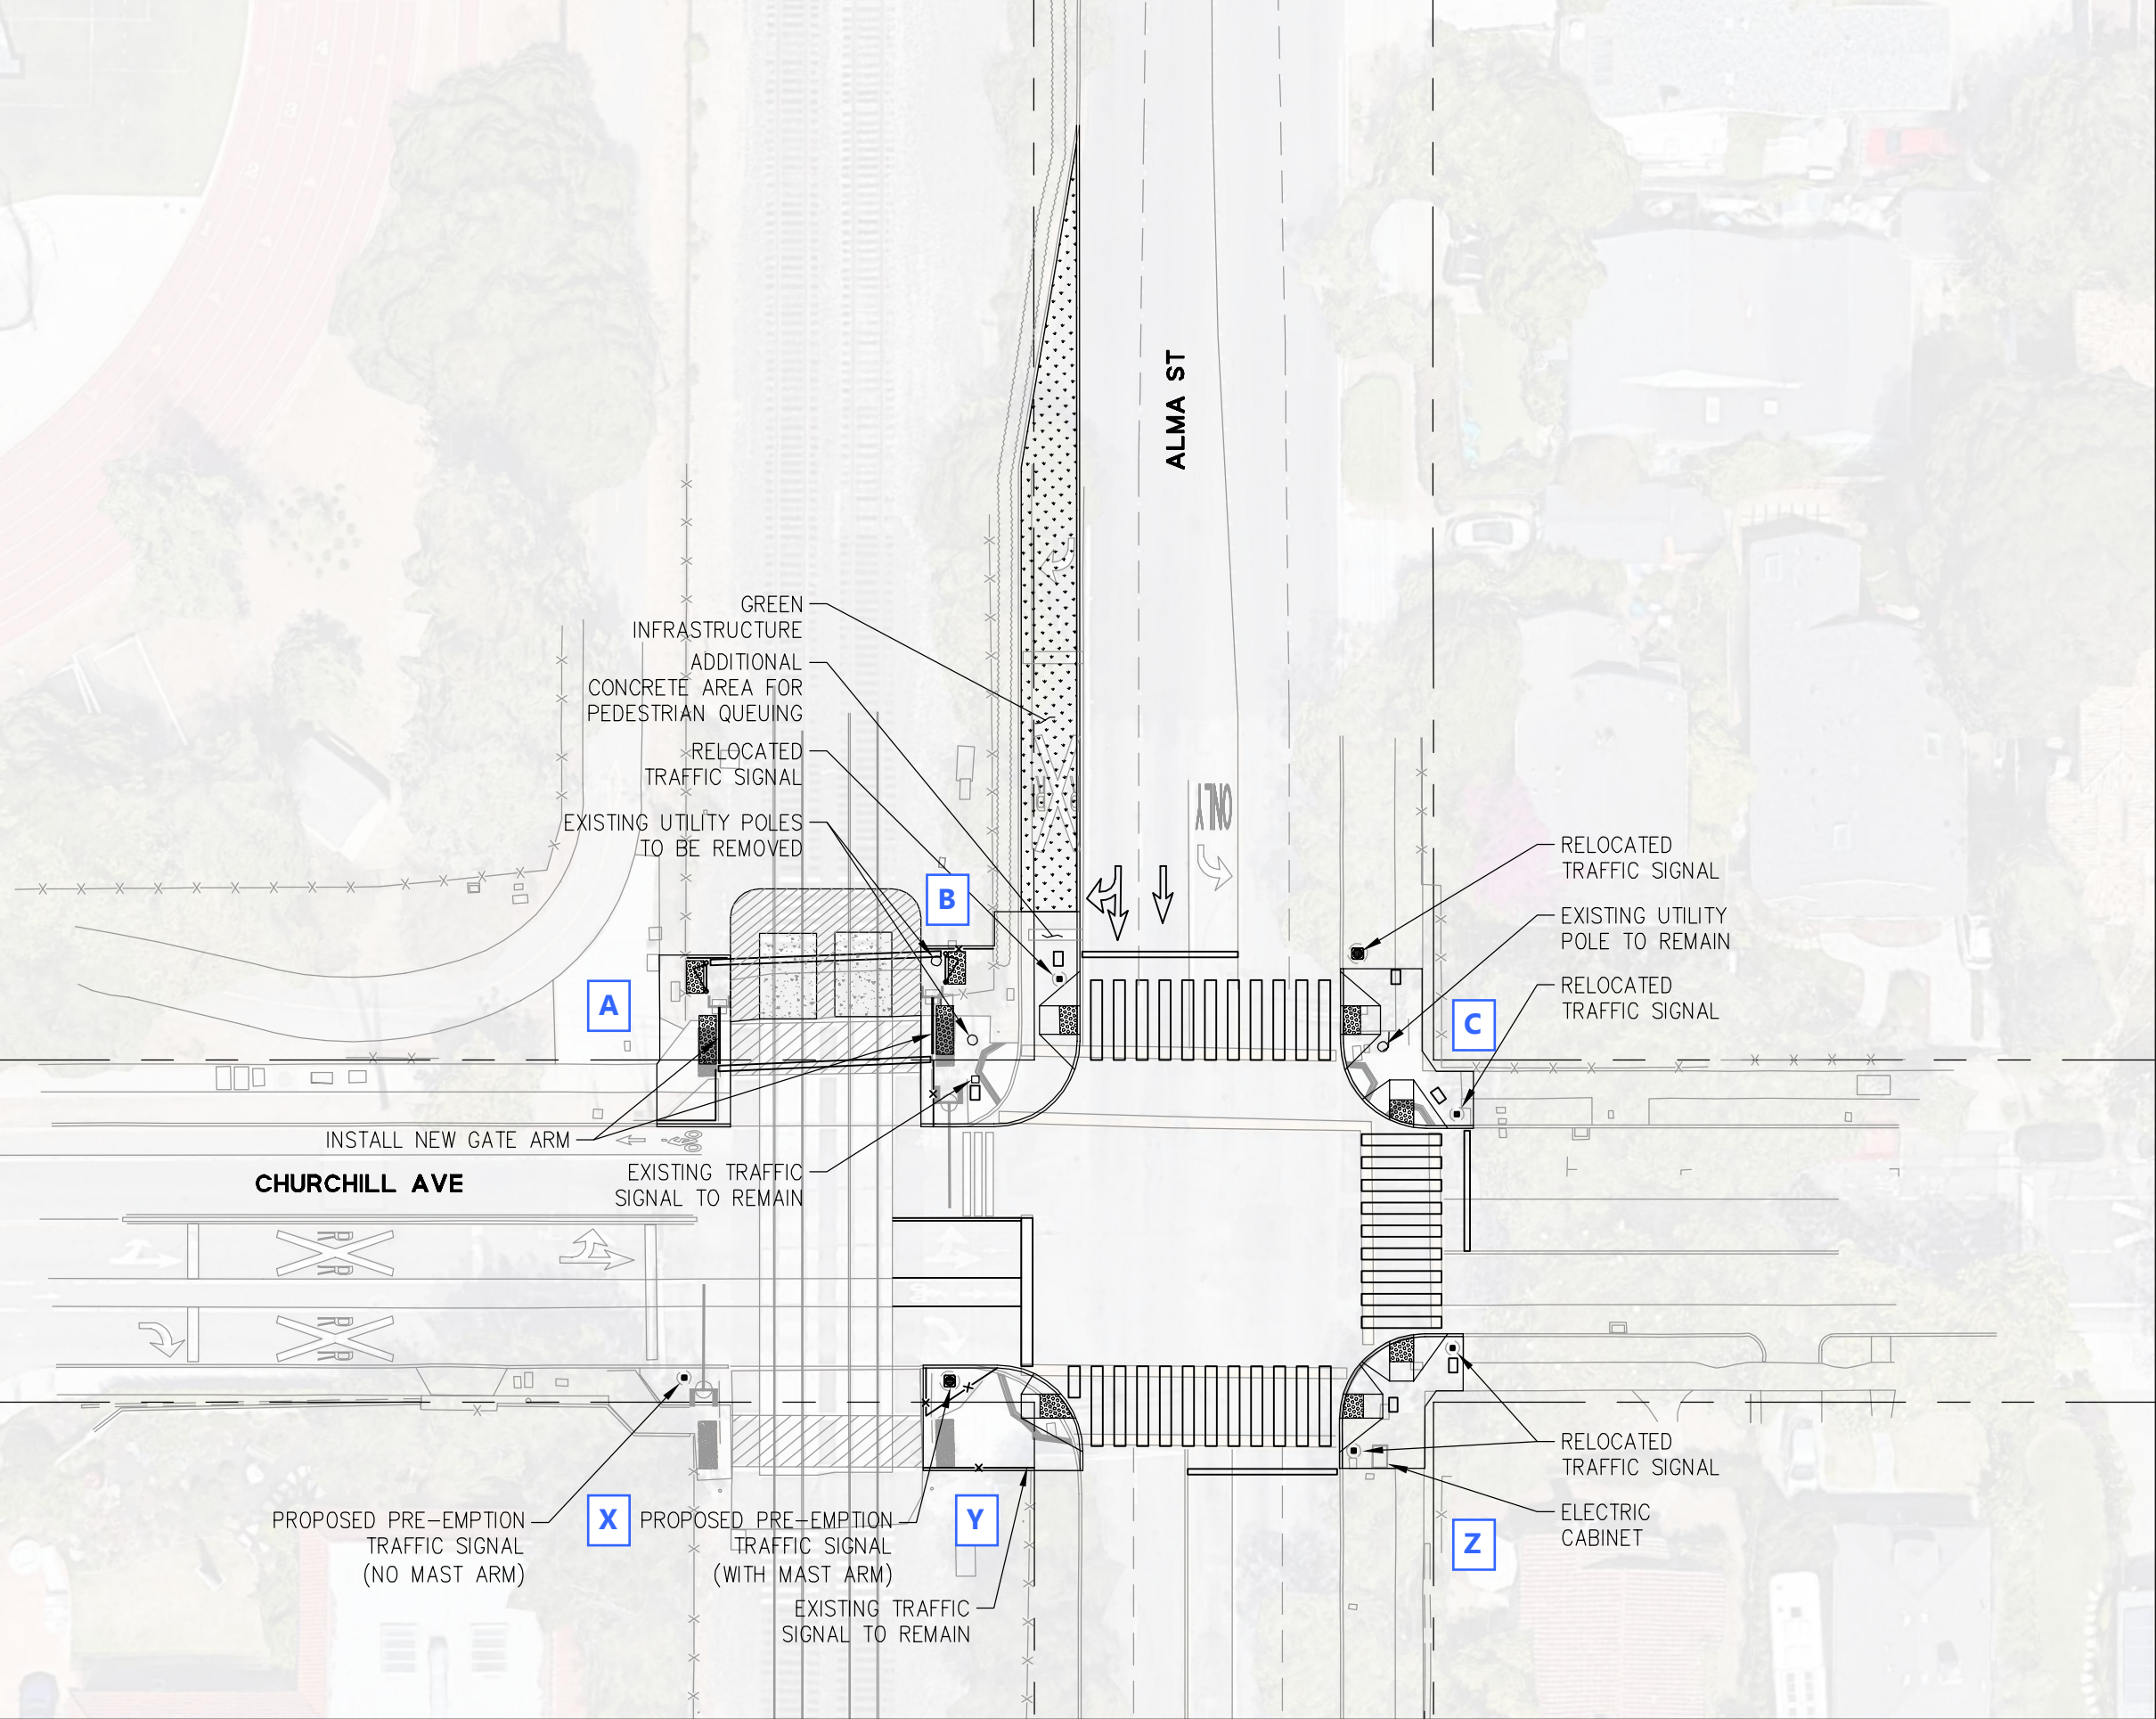 ALMA ST
GREEN
INFRASTRUCTURE
ADDITIONAL
CONCRETE AREA FOR
PEDESTRIAN QUEUING
RELOCATED
TRAFFIC SIGNAL
EXISTING UTILITY POLES
TO BE REMOVED
ONLY
RELOCATED
TRAFFIC SIGNAL
EXISTING UTILITY
POLE TO REMAIN
RELOCATED
TRAFFIC SIGNAL
B
A
C
INSTALL NEW GATE ARM
EXISTING TRAFFIC
SIGNAL TO REMAIN
CHURCHILL AVE
R R
R R
RELOCATED
TRAFFIC SIGNAL
ELECTRIC
CABINET
PROPOSED PRE-EMPTION
TRAFFIC SIGNAL
(NO MAST ARM)
X
PROPOSED PRE-EMPTION
TRAFFIC SIGNAL
(WITH MAST ARM)
Y
Z
EXISTING TRAFFIC
SIGNAL TO REMAIN